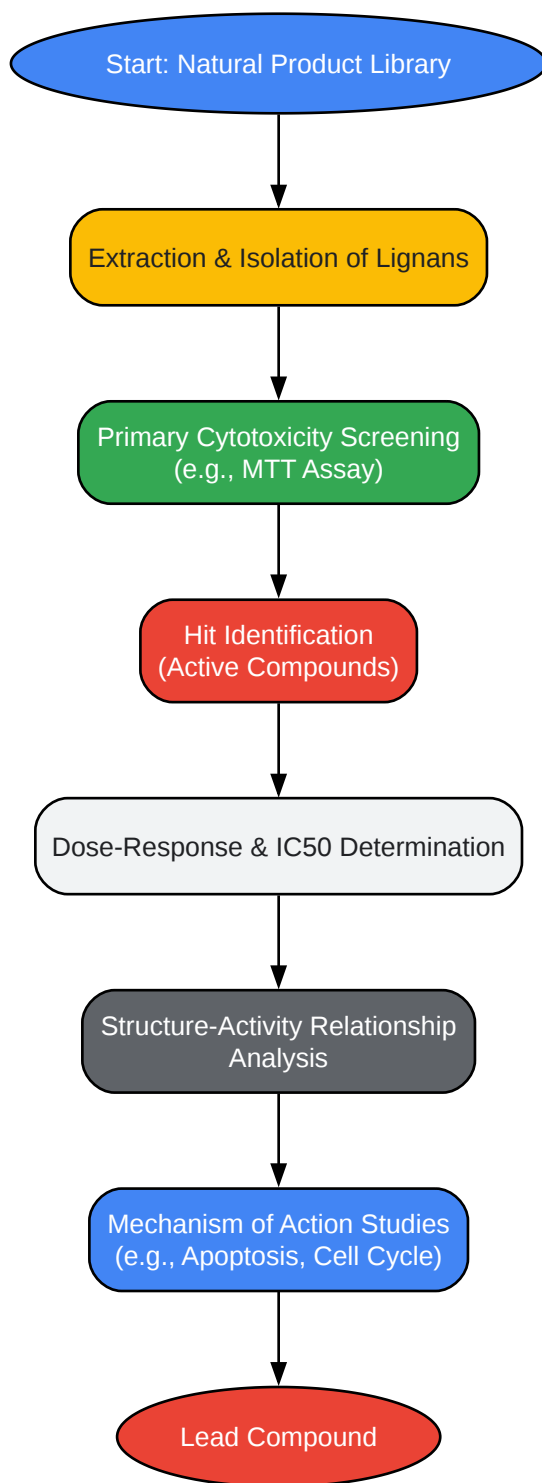 Start: Natural Product Library
Extraction & Isolation of Lignans
Primary Cytotoxicity Screening
(e.g., MTT Assay)
Hit Identification
(Active Compounds)
Dose-Response & IC50 Determination
Structure-Activity Relationship
Analysis
Mechanism of Action Studies
(e.g., Apoptosis, Cell Cycle)
Lead Compound